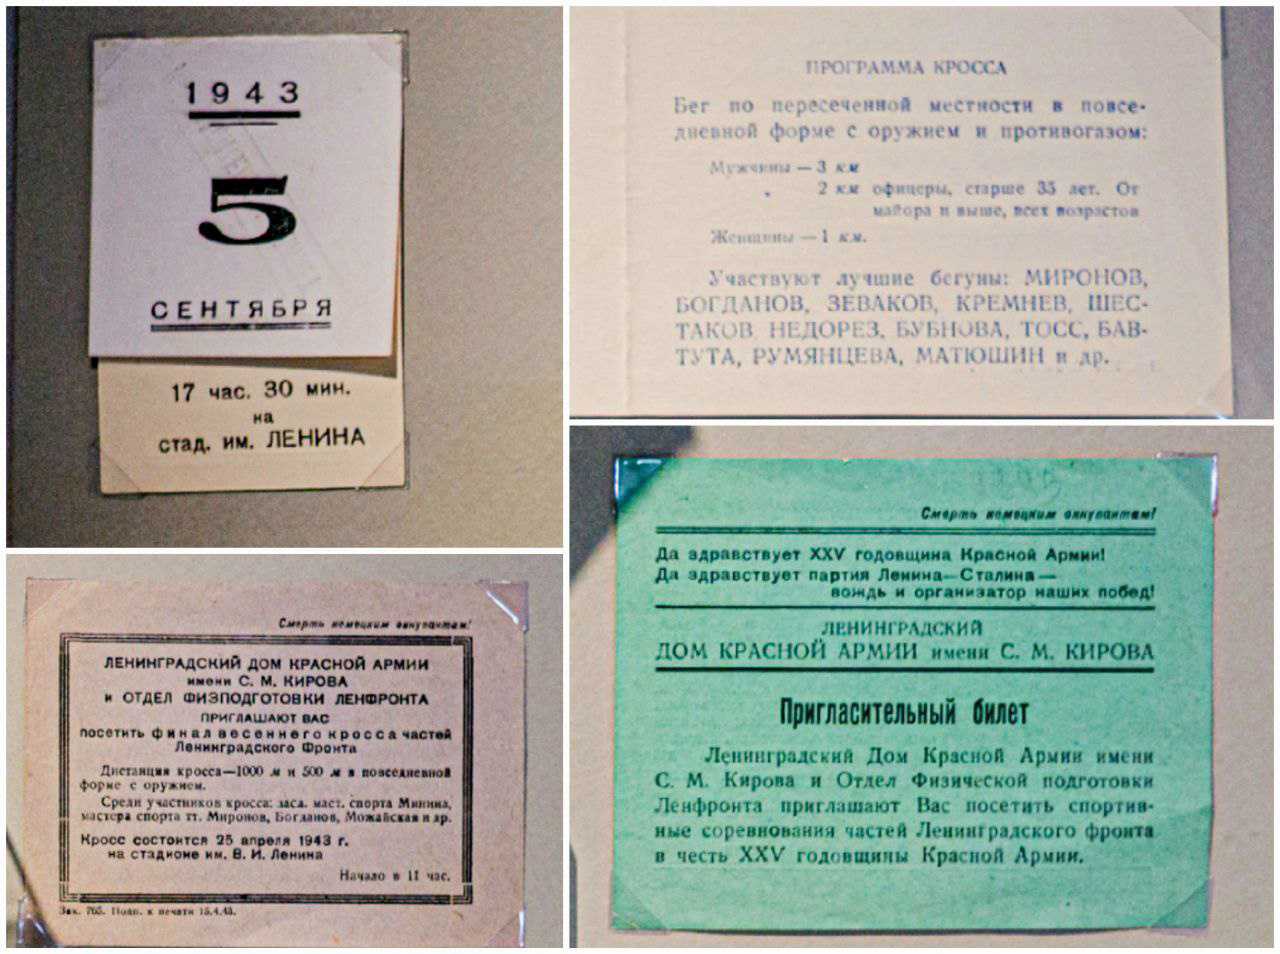 1943
5
СЕНТЯБРЯ
17 час. 30 мин.
на
стад. им. ЛЕНИНА
ПРОГРАММА КРОССА
Бег по пересеченной местности в повсе-
дневной форме с оружием и противогазом:
Мужчины — 3 км
„ 2 км офицеры, старше 35 лет. От
майора и выше, всех возрастов
Женщины — 1 км.
Участвуют лучшие бегуны: МИРОНОВ,
БОГДАНОВ, ЗЕВАКОВ, КРЕМНЕВ, ШЕС-
ТАКОВ, НЕДОРЕЗ, БУБНОВА, ТОСС, БАВ-
ТУТА, РУМЯНЦЕВА, МАТЮШИН и др.
Смерть немецким оккупантам!
ЛЕНИНГРАДСКИЙ ДОМ КРАСНОЙ АРМИИ
имени С. М. КИРОВА
и ОТДЕЛ ФИЗПОДГОТОВКИ ЛЕНФРОНТА
ПРИГЛАШАЮТ ВАС
посетить финал весеннего кросса частей
Ленинградского Фронта
Дистанция кросса—1000 м и 500 м в повседневной
форме с оружием.
Среди участников кросса: засл. маст. спорта Минина,
мастера спорта тт. Миронов, Богданов, Можайская и др.
Кросс состоится 25 апреля 1943 г.
на стадионе им. В. И. Ленина
Начало в 11 час.
Зак. 765. Подп. к печати 15.4.43.
Смерть немецким оккупантам!
Да здравствует XXV годовщина Красной Армии!
Да здравствует партия Ленина—Сталина —
вождь и организатор наших побед!
ЛЕНИНГРАДСКИЙ
ДОМ КРАСНОЙ АРМИИ имени С. М. КИРОВА
Пригласительный билет
Ленинградский Дом Красной Армии имени
С. М. Кирова и Отдел Физической подготовки
Ленфронта приглашают Вас посетить спортив-
ные соревнования частей Ленинградского фронта
в честь XXV годовщины Красной Армии.